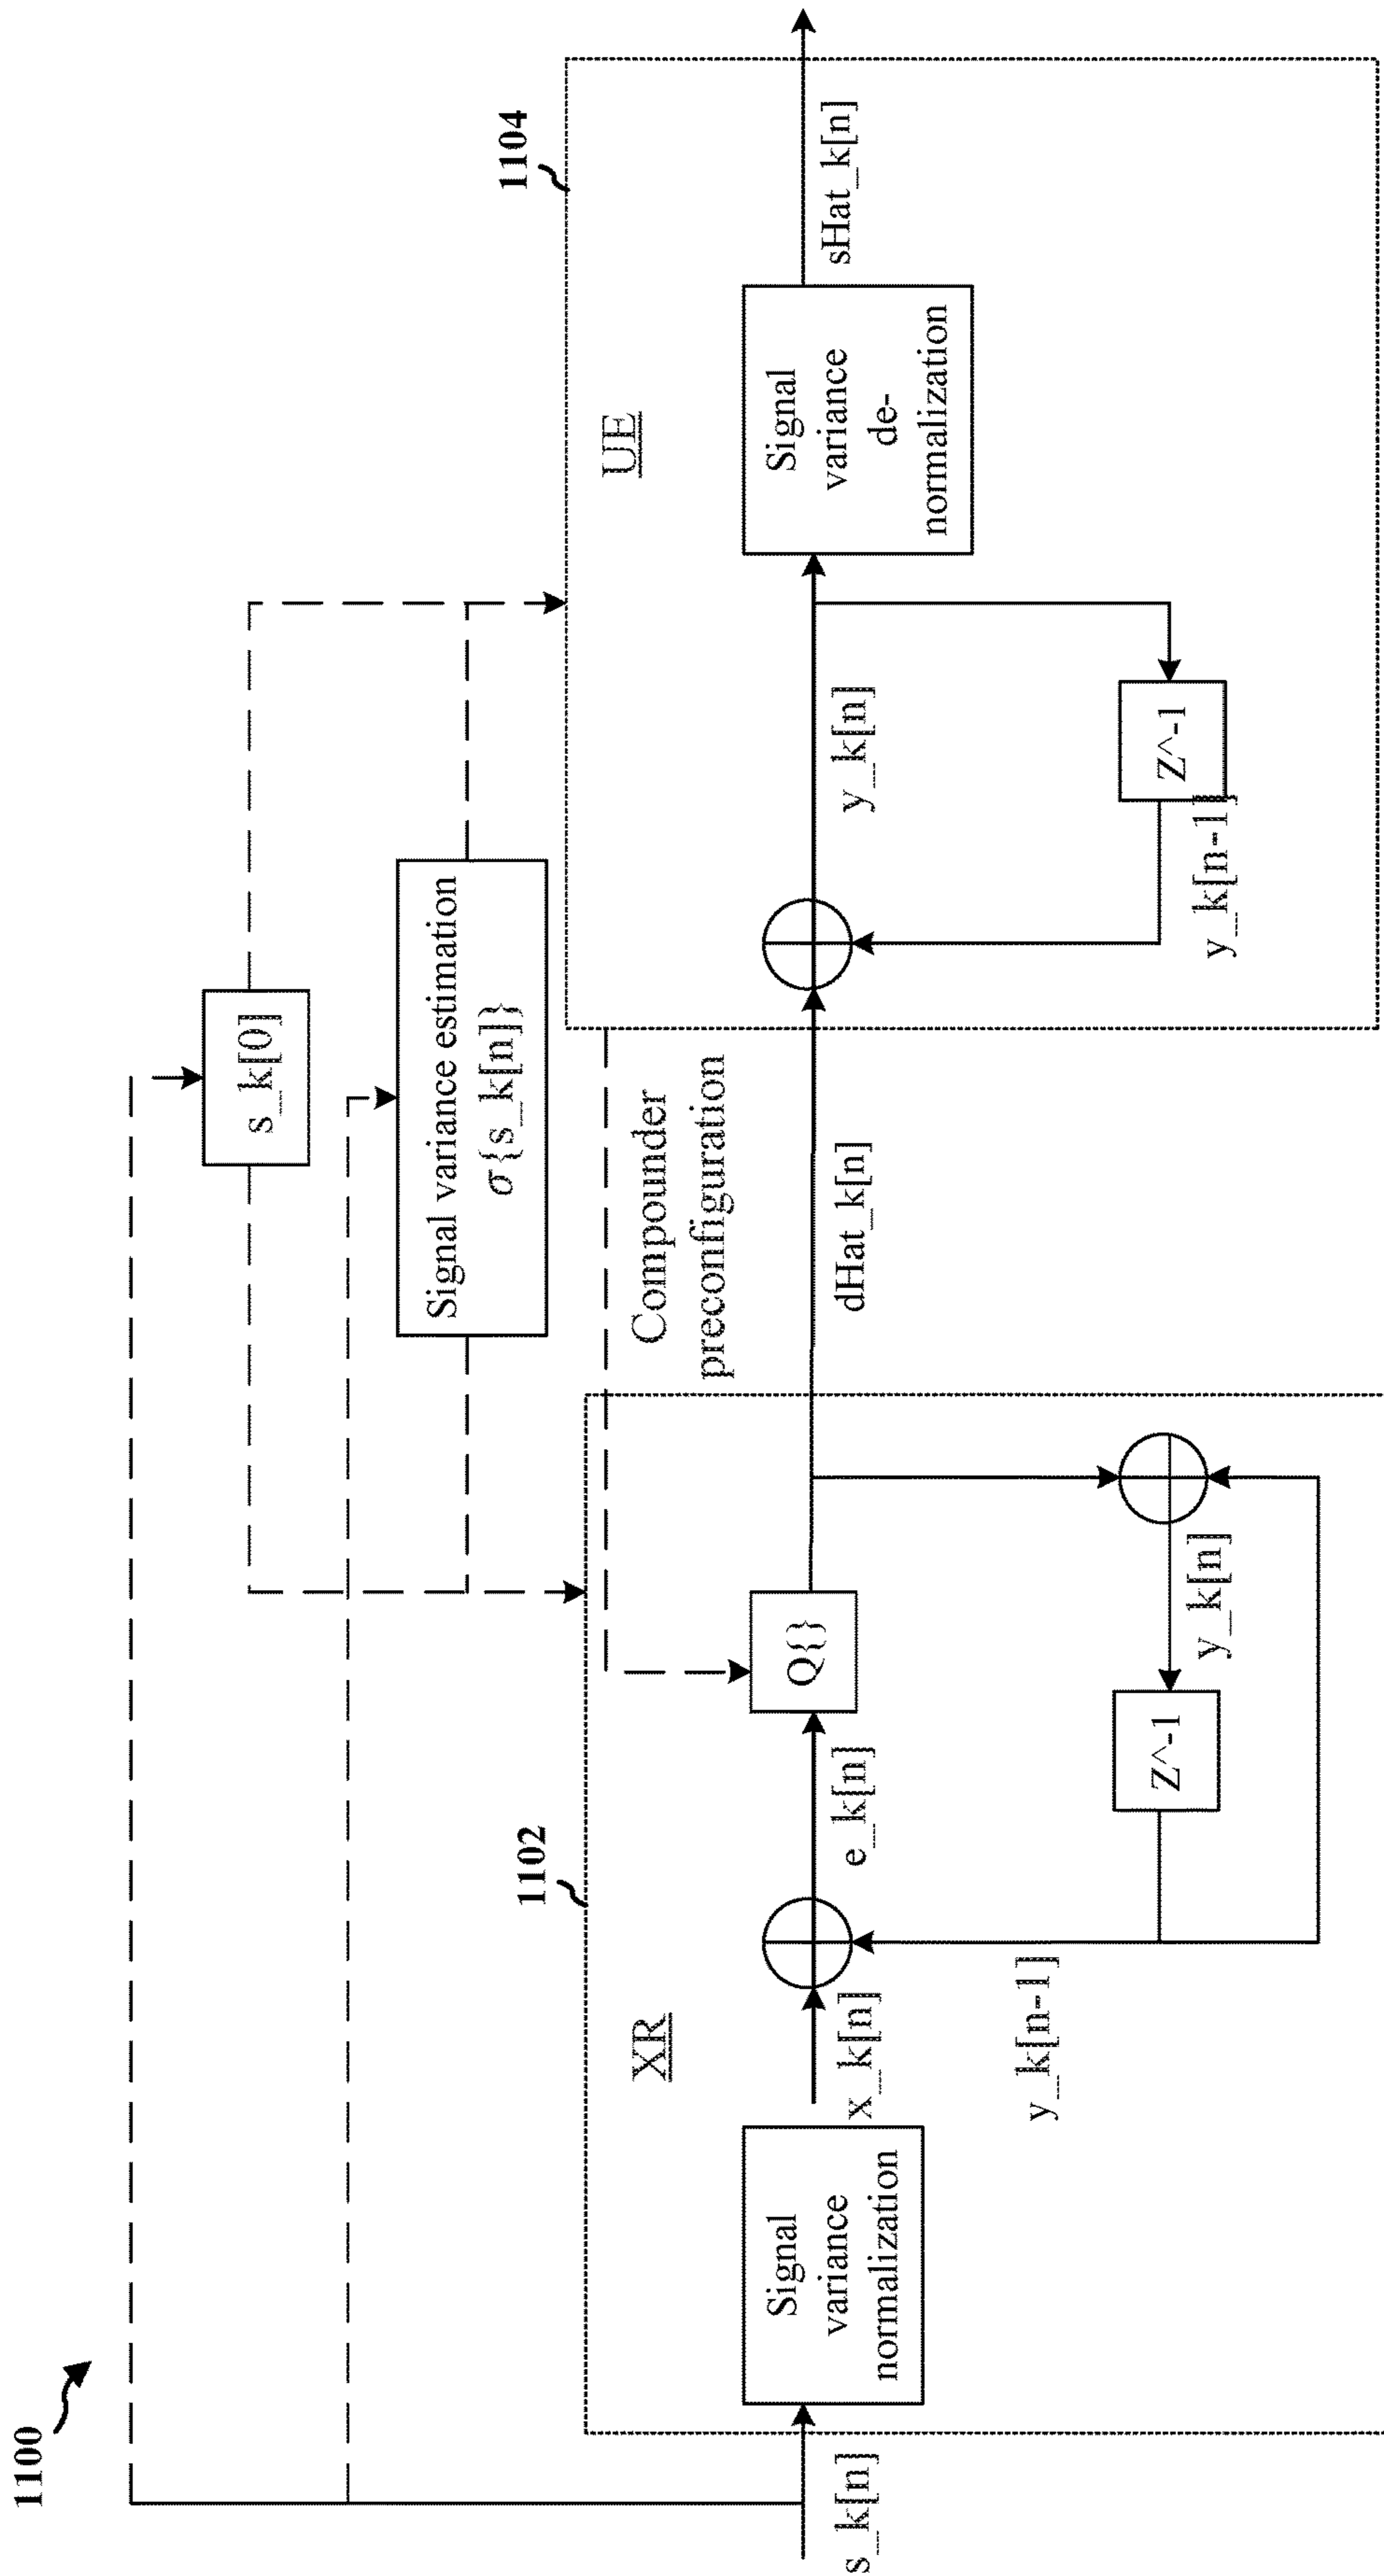 1100
s_k[0]
Signal variance estimation
σ{s_k[n]}
1102
1104
XR
UE
Compounder
preconfiguration
s_k[n]
Signal
variance
normalization
x_k[n]
e_k[n]
Q{}
dHat_k[n]
y_k[n]
Signal
variance
de-
normalization
sHat_k[n]
y_k[n-1]
Z^-1
y_k[n]
Z^-1
y_k[n-1]